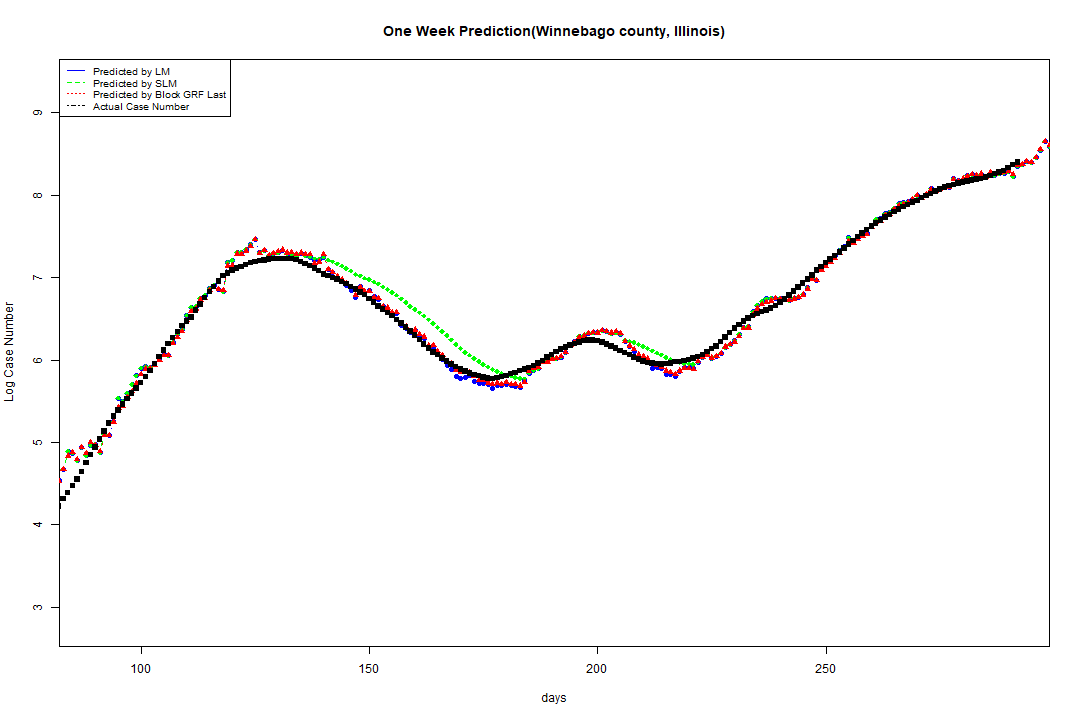 One Week Prediction(Winnebago county, Illinois)
Predicted by LM
Predicted by SLM
Predicted by Block GRF Last
Actual Case Number
9
8
7
6
5
4
3
Log Case Number
100
150
200
250
days